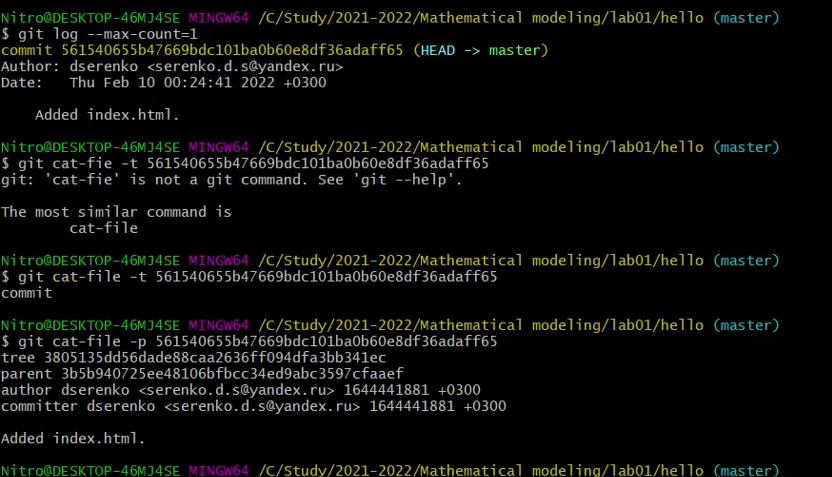 Nitro@DESKTOP-46MJ4SE MINGW64 /C/Study/2021-2022/Mathematical modeling/lab01/hello (master)
$ git log --max-count=1
commit 561540655b47669bdc101ba0b60e8df36adaff65 (HEAD -> master)
Author: dserenko <serenko.d.s@yandex.ru>
Date:   Thu Feb 10 00:24:41 2022 +0300

    Added index.html.

Nitro@DESKTOP-46MJ4SE MINGW64 /C/Study/2021-2022/Mathematical modeling/lab01/hello (master)
$ git cat-fie -t 561540655b47669bdc101ba0b60e8df36adaff65
git: 'cat-fie' is not a git command. See 'git --help'.

The most similar command is
        cat-file

Nitro@DESKTOP-46MJ4SE MINGW64 /C/Study/2021-2022/Mathematical modeling/lab01/hello (master)
$ git cat-file -t 561540655b47669bdc101ba0b60e8df36adaff65
commit

Nitro@DESKTOP-46MJ4SE MINGW64 /C/Study/2021-2022/Mathematical modeling/lab01/hello (master)
$ git cat-file -p 561540655b47669bdc101ba0b60e8df36adaff65
tree 3805135dd56dade88caa2636ff094dfa3bb341ec
parent 3b5b940725ee48106bfbcc34ed9abc3597cfaaef
author dserenko <serenko.d.s@yandex.ru> 1644441881 +0300
committer dserenko <serenko.d.s@yandex.ru> 1644441881 +0300

Added index.html.

Nitro@DESKTOP-46MJ4SE MINGW64 /C/Study/2021-2022/Mathematical modeling/lab01/hello (master)